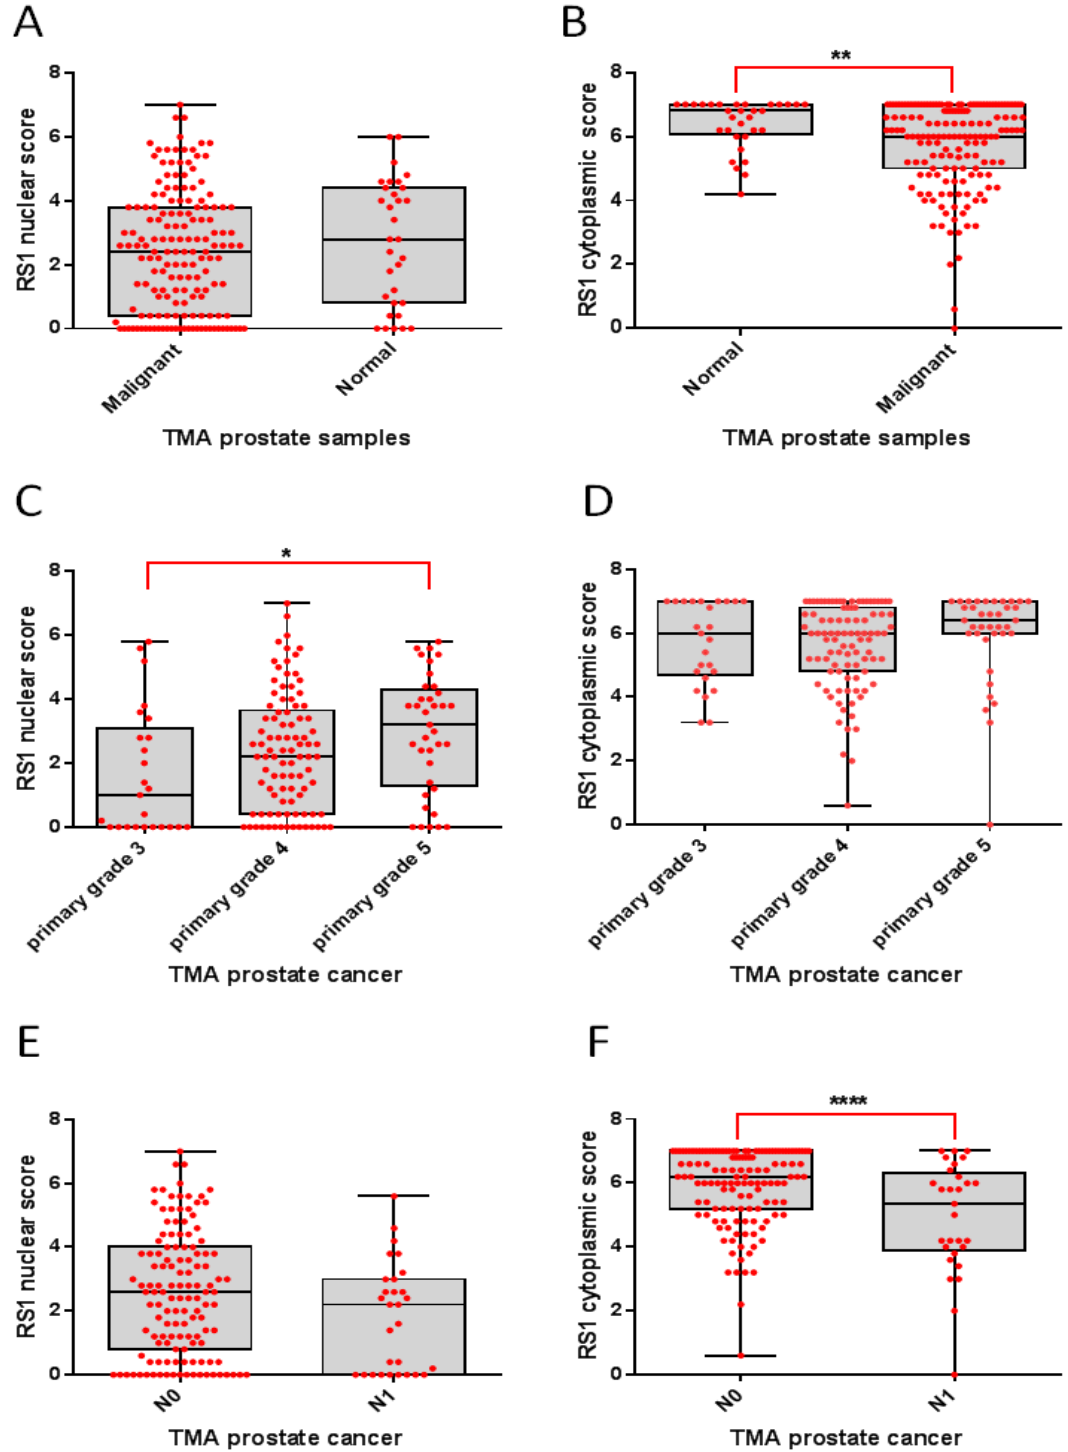 A
RS1 nuclear score
8
6
4
2
0
Malignant
Normal
TMA prostate samples
B
**
RS1 cytoplasmic score
8
6
4
2
0
Normal
Malignant
TMA prostate samples
C
*
RS1 nuclear score
8
6
4
2
0
primary grade 3
primary grade 4
primary grade 5
TMA prostate cancer
D
RS1 cytoplasmic score
8
6
4
2
0
primary grade 3
primary grade 4
primary grade 5
TMA prostate cancer
E
RS1 nuclear score
8
6
4
2
0
N0
N1
TMA prostate cancer
F
****
RS1 cytoplasmic score
8
6
4
2
0
N0
N1
TMA prostate cancer